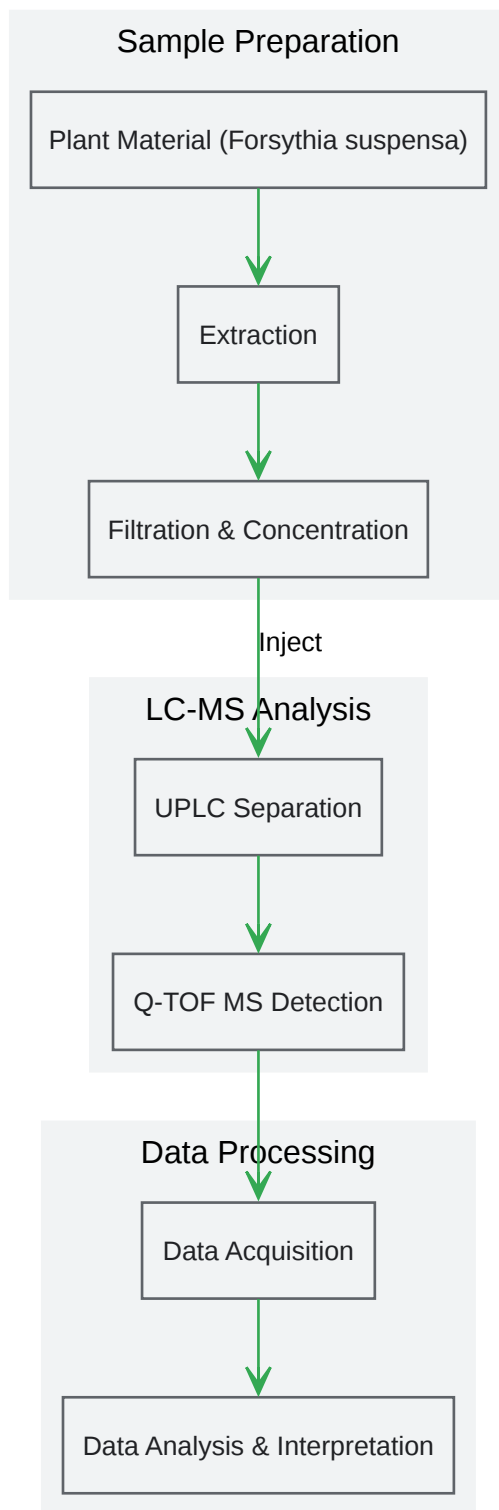 Sample Preparation
Plant Material (Forsythia suspensa)
Extraction
Filtration & Concentration
Inject
LC-MS Analysis
UPLC Separation
Q-TOF MS Detection
Data Processing
Data Acquisition
Data Analysis & Interpretation